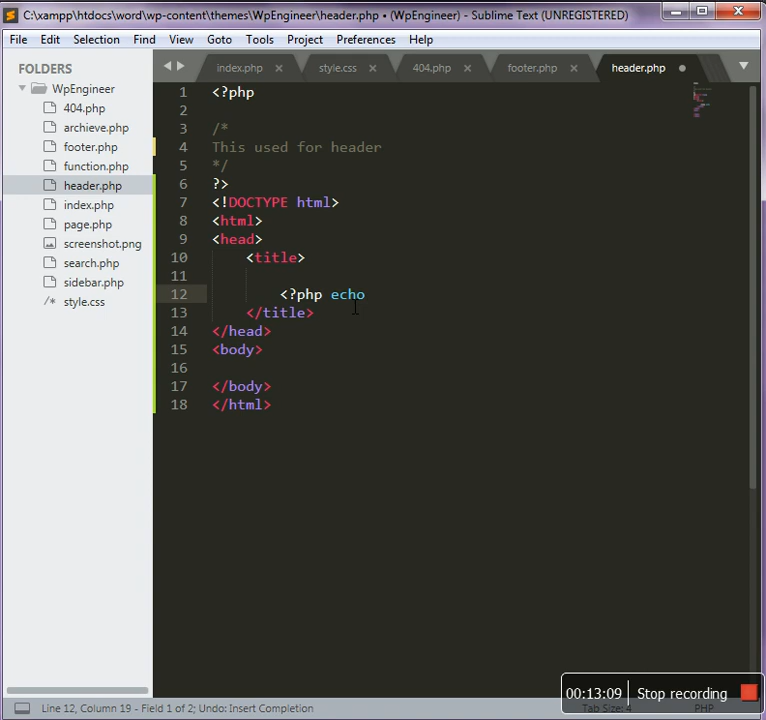 C:\xampp\htdocs\word\wp-content\themes\WpEngineer\header.php • (WpEngineer) - Sublime Text (UNREGISTERED)
File Edit Selection Find View Goto Tools Project Preferences Help
FOLDERS
WpEngineer
404.php
archieve.php
footer.php
function.php
header.php
index.php
page.php
screenshot.png
search.php
sidebar.php
/* style.css
index.php × style.css × 404.php × footer.php × header.php •
1 <?php
2
3 /*
4 This used for header
5 */
6 ?>
7 <!DOCTYPE html>
8 <html>
9 <head>
10 <title>
11
12 <?php echo
13 </title>
14 </head>
15 <body>
16
17 </body>
18 </html>
00:13:09 Stop recording
Line 12, Column 19 - Field 1 of 2; Undo: Insert Completion
Tab Size: 4 PHP